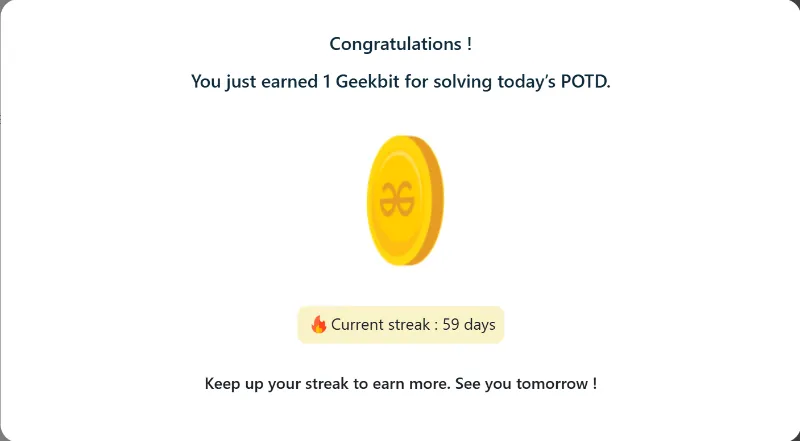 Congratulations !
You just earned 1 Geekbit for solving today's POTD.
Current streak : 59 days
Keep up your streak to earn more. See you tomorrow !